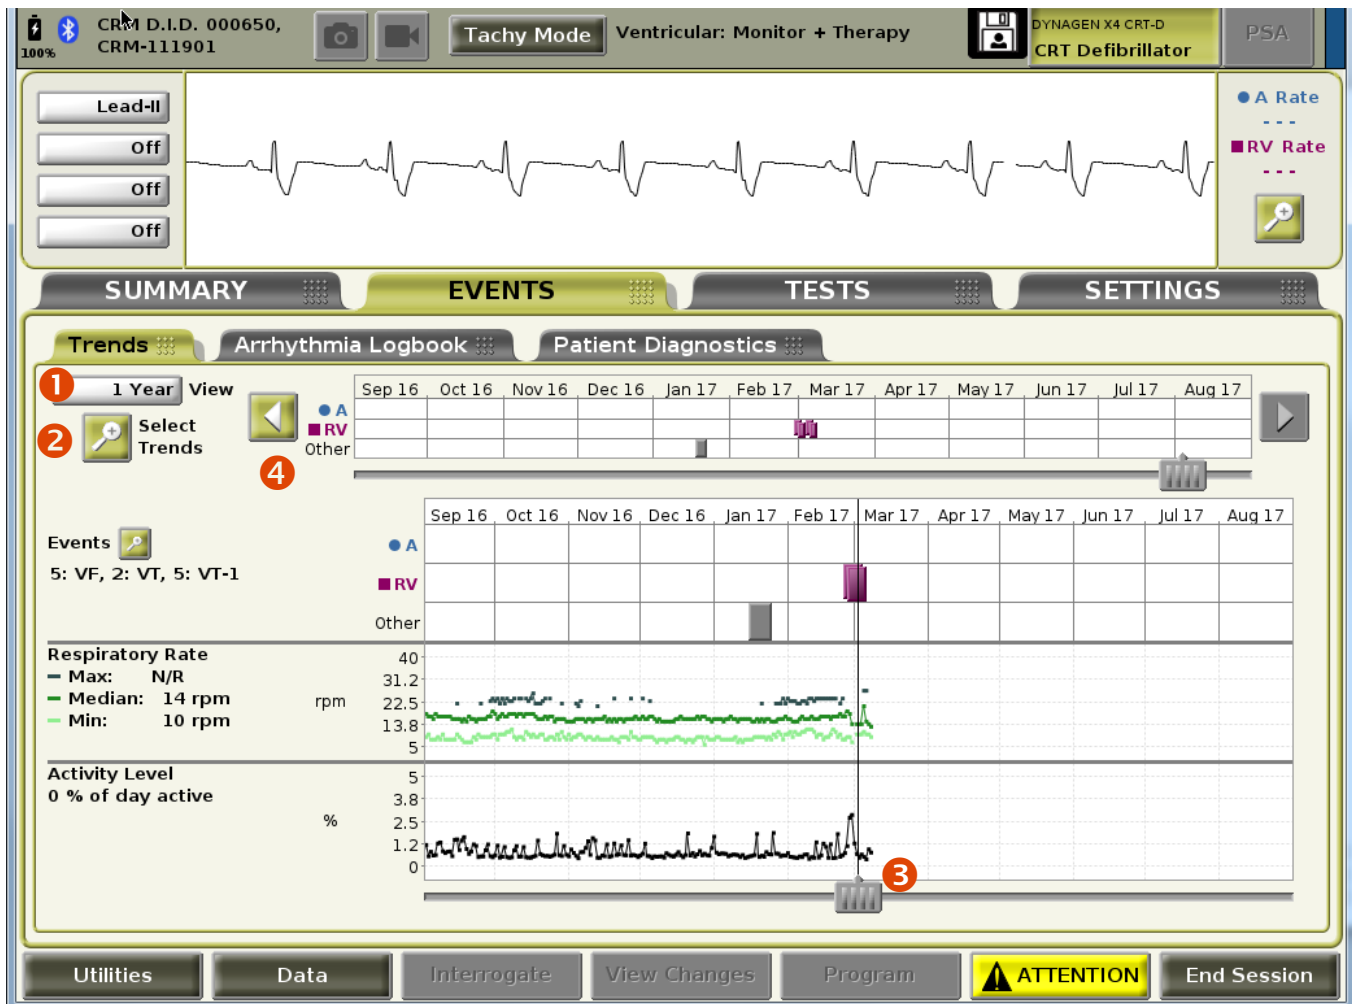 100%
CRM D.I.D. 000650,
CRM-111901
Tachy Mode
Ventricular: Monitor + Therapy
DYNAGEN X4 CRT-D
CRT Defibrillator
PSA
Lead-II
Off
Off
Off
A Rate
---
RV Rate
---
SUMMARY
EVENTS
TESTS
SETTINGS
Trends
Arrhythmia Logbook
Patient Diagnostics
1
1 Year View
2
Select
Trends
4
Sep 16 Oct 16 Nov 16 Dec 16 Jan 17 Feb 17 Mar 17 Apr 17 May 17 Jun 17 Jul 17 Aug 17
A
RV
Other
Sep 16 Oct 16 Nov 16 Dec 16 Jan 17 Feb 17 Mar 17 Apr 17 May 17 Jun 17 Jul 17 Aug 17
Events
5: VF, 2: VT, 5: VT-1
A
RV
Other
Respiratory Rate
Max: N/R
Median: 14 rpm
Min: 10 rpm
rpm
40
31.2
22.5
13.8
5
Activity Level
0 % of day active
%
5
3.8
2.5
1.2
0
3
Utilities
Data
Interrogate
View Changes
Program
ATTENTION
End Session